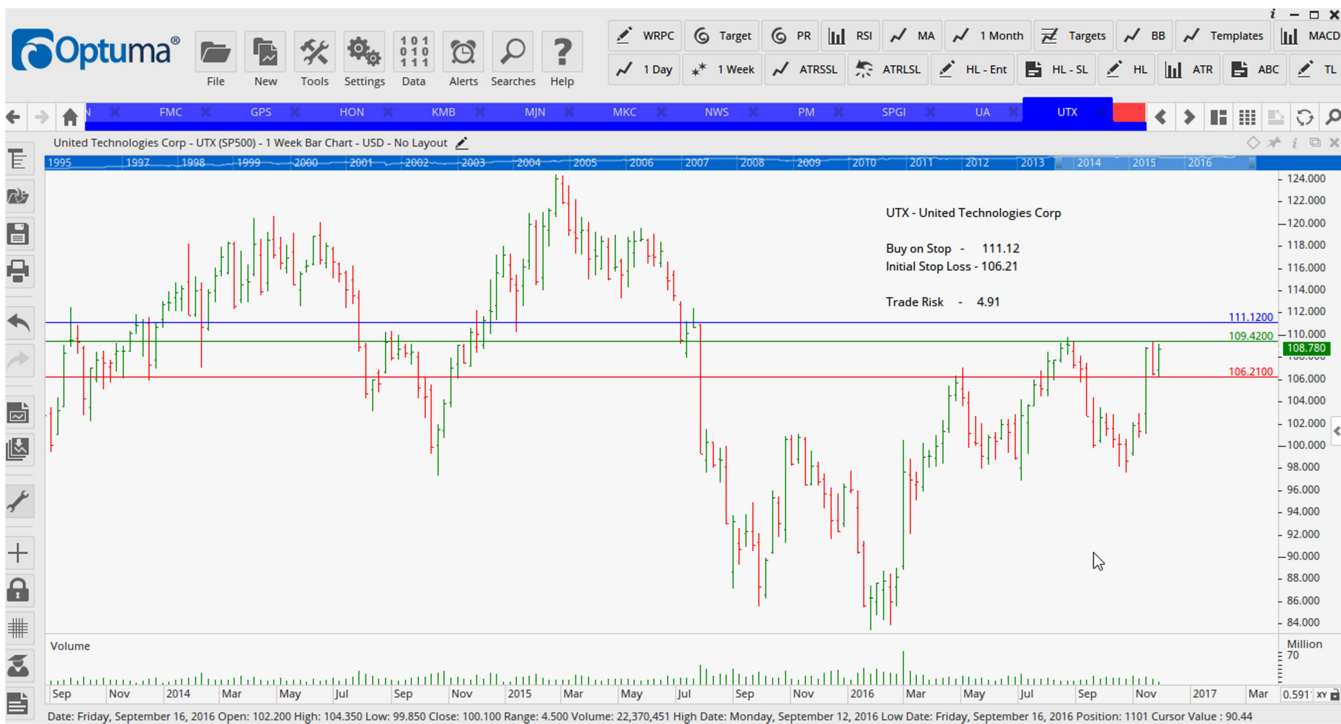 i
Optuma®
File New Tools Settings Data Alerts Searches Help
101
010
111
WRPC Target PR RSI MA 1 Month Targets BB Templates MACD
1 Day 1 Week ATRSSL ATRLSL HL - Ent HL - SL HL ATR ABC TL
N FMC GPS HON KMB MJN MKC NWS PM SPGI UA UTX
United Technologies Corp - UTX (SP500) - 1 Week Bar Chart - USD - No Layout
1995 1997 1998 1999 2000 2001 2002 2003 2004 2005 2006 2007 2008 2009 2010 2011 2012 2013 2014 2015 2016
124.000
122.000
120.000
118.000
116.000
114.000
112.000
110.000
108.780
106.000
104.000
102.000
100.000
98.000
96.000
94.000
92.000
90.000
88.000
86.000
84.000
UTX - United Technologies Corp
Buy on Stop - 111.12
Initial Stop Loss - 106.21
Trade Risk - 4.91
111.1200
109.4200
106.2100
Volume
Million
70
Sep Nov 2014 Mar May Jul Sep Nov 2015 Mar May Jul Sep Nov 2016 Mar May Jul Sep Nov 2017 Mar 0.591 XY
Date: Friday, September 16, 2016 Open: 102.200 High: 104.350 Low: 99.850 Close: 100.100 Range: 4.500 Volume: 22,370,451 High Date: Monday, September 12, 2016 Low Date: Friday, September 16, 2016 Position: 1101 Cursor Value : 90.44